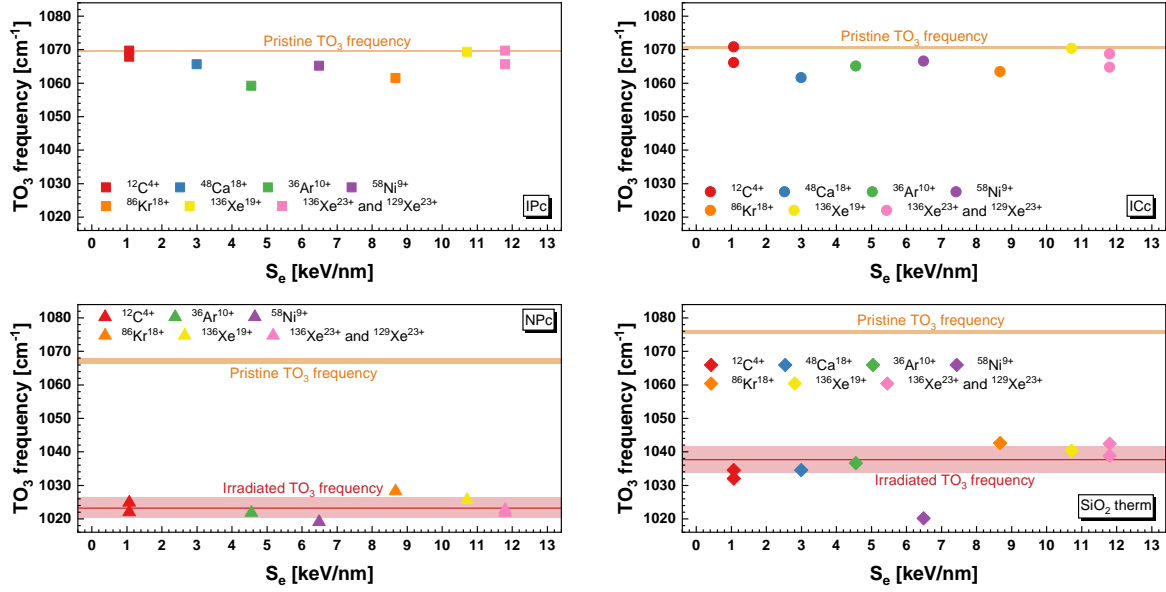 1080
1070
1060
1050
1040
1030
1020
TO₃ frequency [cm⁻¹]
Pristine TO₃ frequency
¹²C⁴⁺ ⁴⁸Ca¹⁸⁺ ³⁶Ar¹⁰⁺ ⁵⁸Ni⁹⁺
⁸⁶Kr¹⁸⁺ ¹³⁶Xe¹⁹⁺ ¹³⁶Xe²³⁺ and ¹²⁹Xe²³⁺
IPc
0 1 2 3 4 5 6 7 8 9 10 11 12 13
Sₑ [keV/nm]
1080
1070
1060
1050
1040
1030
1020
TO₃ frequency [cm⁻¹]
Pristine TO₃ frequency
¹²C⁴⁺ ⁴⁸Ca¹⁸⁺ ³⁶Ar¹⁰⁺ ⁵⁸Ni⁹⁺
⁸⁶Kr¹⁸⁺ ¹³⁶Xe¹⁹⁺ ¹³⁶Xe²³⁺ and ¹²⁹Xe²³⁺
ICc
0 1 2 3 4 5 6 7 8 9 10 11 12 13
Sₑ [keV/nm]
1080
1070
1060
1050
1040
1030
1020
TO₃ frequency [cm⁻¹]
¹²C⁴⁺ ³⁶Ar¹⁰⁺ ⁵⁸Ni⁹⁺
NPc
⁸⁶Kr¹⁸⁺ ¹³⁶Xe¹⁹⁺ ¹³⁶Xe²³⁺ and ¹²⁹Xe²³⁺
Pristine TO₃ frequency
Irradiated TO₃ frequency
0 1 2 3 4 5 6 7 8 9 10 11 12 13
Sₑ [keV/nm]
1080
1070
1060
1050
1040
1030
1020
TO₃ frequency [cm⁻¹]
Pristine TO₃ frequency
¹²C⁴⁺ ⁴⁸Ca¹⁸⁺ ³⁶Ar¹⁰⁺ ⁵⁸Ni⁹⁺
⁸⁶Kr¹⁸⁺ ¹³⁶Xe¹⁹⁺ ¹³⁶Xe²³⁺ and ¹²⁹Xe²³⁺
Irradiated TO₃ frequency
SiO₂ therm
0 1 2 3 4 5 6 7 8 9 10 11 12 13
Sₑ [keV/nm]